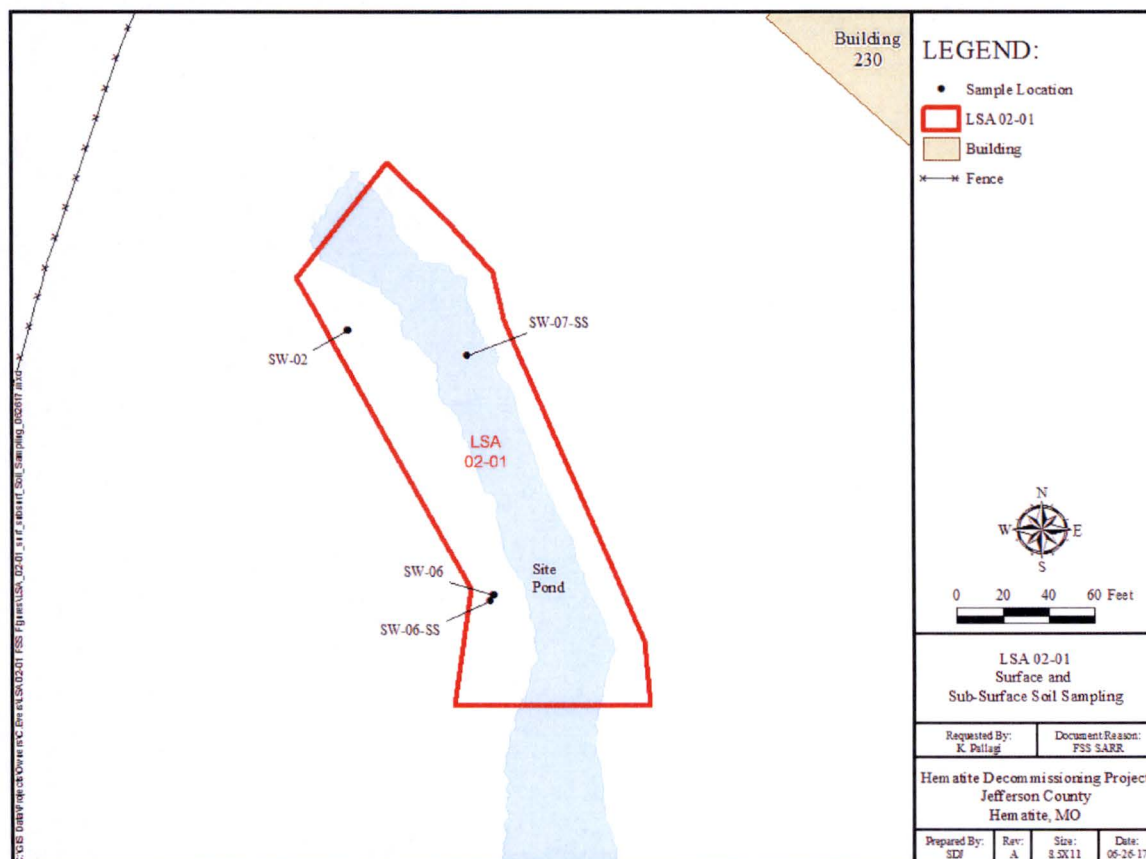 Building
230
SW-02
SW-07-SS
LSA
02-01
SW-06
SW-06-SS
Site
Pond
LEGEND:
Sample Location
LSA 02-01
Building
Fence
N
W E
S
0 20 40 60 Feet
LSA 02-01
Surface and
Sub-Surface Soil Sampling
Requested By:
K. Pallagi
Document Reason:
FSS SARR
Hematite Decommissioning Project
Jefferson County
Hematite, MO
Prepared By:
SDJ
Rev:
A
Size:
8.5X11
Date:
06-26-17